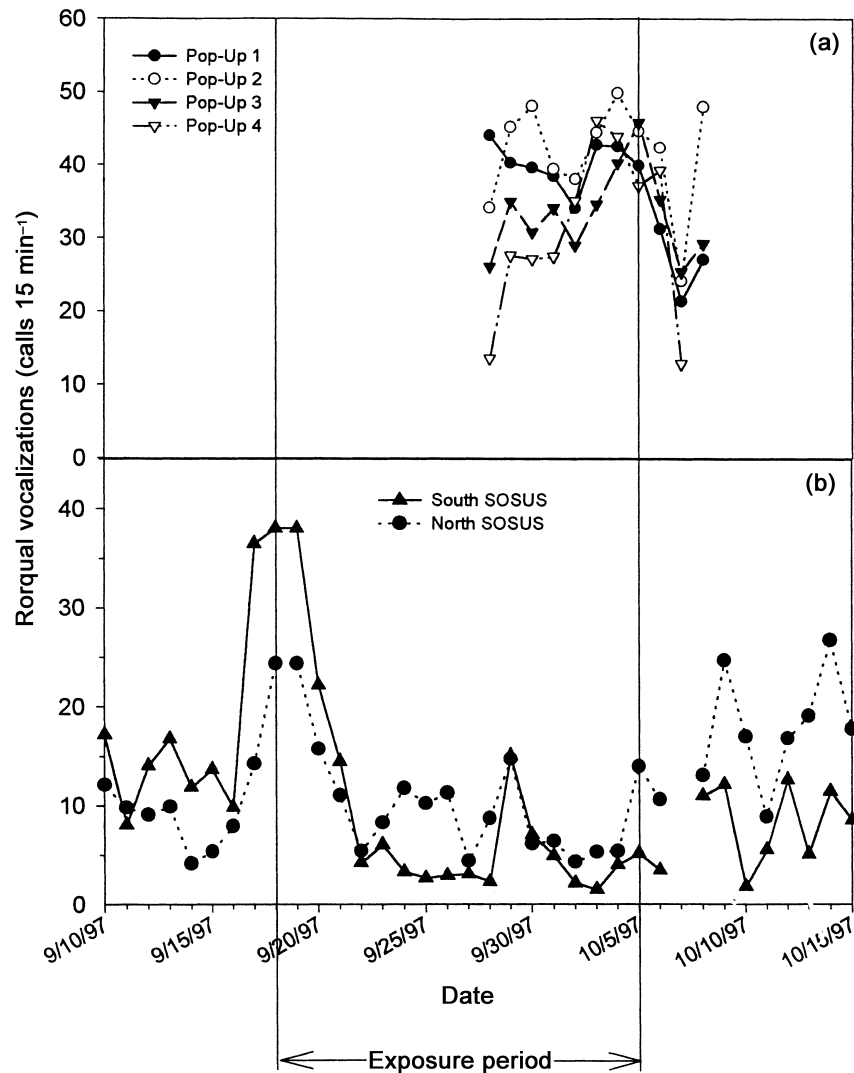 60
50
40
30
20
10
0
(a)
Pop-Up 1
Pop-Up 2
Pop-Up 3
Pop-Up 4
Rorqual vocalizations (calls 15 min⁻¹)
(b)
South SOSUS
North SOSUS
40
30
20
10
0
9/10/97
9/15/97
9/20/97
9/25/97
9/30/97
10/5/97
10/10/97
10/15/97
Date
Exposure period